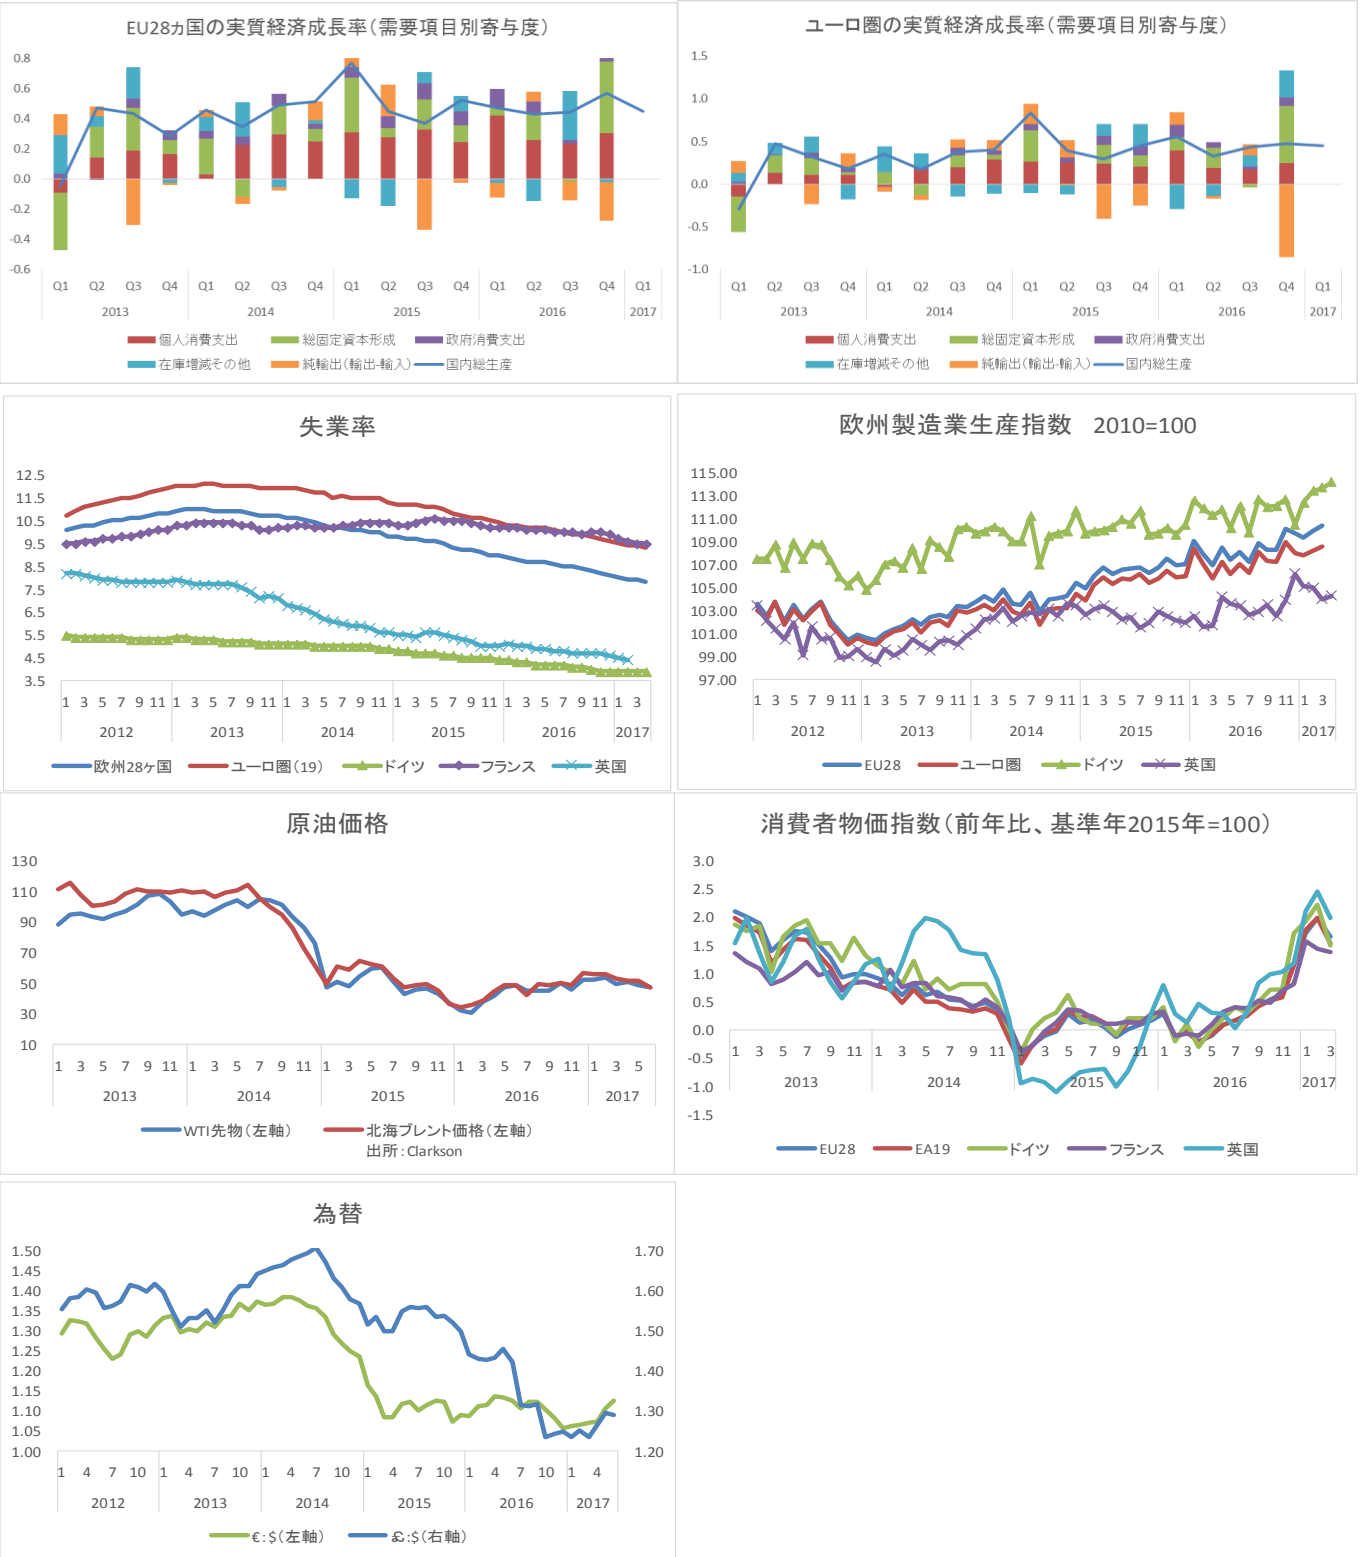 EU28ヵ国の実質経済成長率(需要項目別寄与度)
0.8
0.6
0.4
0.2
0.0
-0.2
-0.4
-0.6
Q1 Q2 Q3 Q4 Q1 Q2 Q3 Q4 Q1 Q2 Q3 Q4 Q1 Q2 Q3 Q4 Q1
2013 2014 2015 2016 2017
個人消費支出 総固定資本形成 政府消費支出
在庫増減その他 純輸出(輸出-輸入) 国内総生産
ユーロ圏の実質経済成長率(需要項目別寄与度)
1.5
1.0
0.5
0.0
-0.5
-1.0
Q1 Q2 Q3 Q4 Q1 Q2 Q3 Q4 Q1 Q2 Q3 Q4 Q1 Q2 Q3 Q4 Q1
2013 2014 2015 2016 2017
個人消費支出 総固定資本形成 政府消費支出
在庫増減その他 純輸出(輸出-輸入) 国内総生産
失業率
12.5
11.5
10.5
9.5
8.5
7.5
6.5
5.5
4.5
3.5
1 3 5 7 9 11 1 3 5 7 9 11 1 3 5 7 9 11 1 3 5 7 9 11 1 3 5 7 9 11 1 3
2012 2013 2014 2015 2016 2017
欧州28ヶ国 ユーロ圏(19) ドイツ フランス 英国
欧州製造業生産指数 2010=100
115.00
113.00
111.00
109.00
107.00
105.00
103.00
101.00
99.00
97.00
1 3 5 7 9 11 1 3 5 7 9 11 1 3 5 7 9 11 1 3 5 7 9 11 1 3 5 7 9 11 1 3
2012 2013 2014 2015 2016 2017
EU28 ユーロ圏 ドイツ 英国
原油価格
130
110
90
70
50
30
10
1 3 5 7 9 11 1 3 5 7 9 11 1 3 5 7 9 11 1 3 5 7 9 11 1 3 5
2013 2014 2015 2016 2017
WTI先物(左軸) 北海ブレント価格(左軸)
出所:Clarkson
消費者物価指数(前年比、基準年2015年=100)
3.0
2.5
2.0
1.5
1.0
0.5
0.0
-0.5
-1.0
-1.5
1 3 5 7 9 11 1 3 5 7 9 11 1 3 5 7 9 11 1 3 5 7 9 11 1 3
2013 2014 2015 2016 2017
EU28 EA19 ドイツ フランス 英国
為替
1.50
1.45
1.40
1.35
1.30
1.25
1.20
1.15
1.10
1.05
1.00
1.70
1.60
1.50
1.40
1.30
1.20
1 4 7 10 1 4 7 10 1 4 7 10 1 4 7 10 1 4 7 10 1 4
2012 2013 2014 2015 2016 2017
€:$(左軸) £:$(右軸)